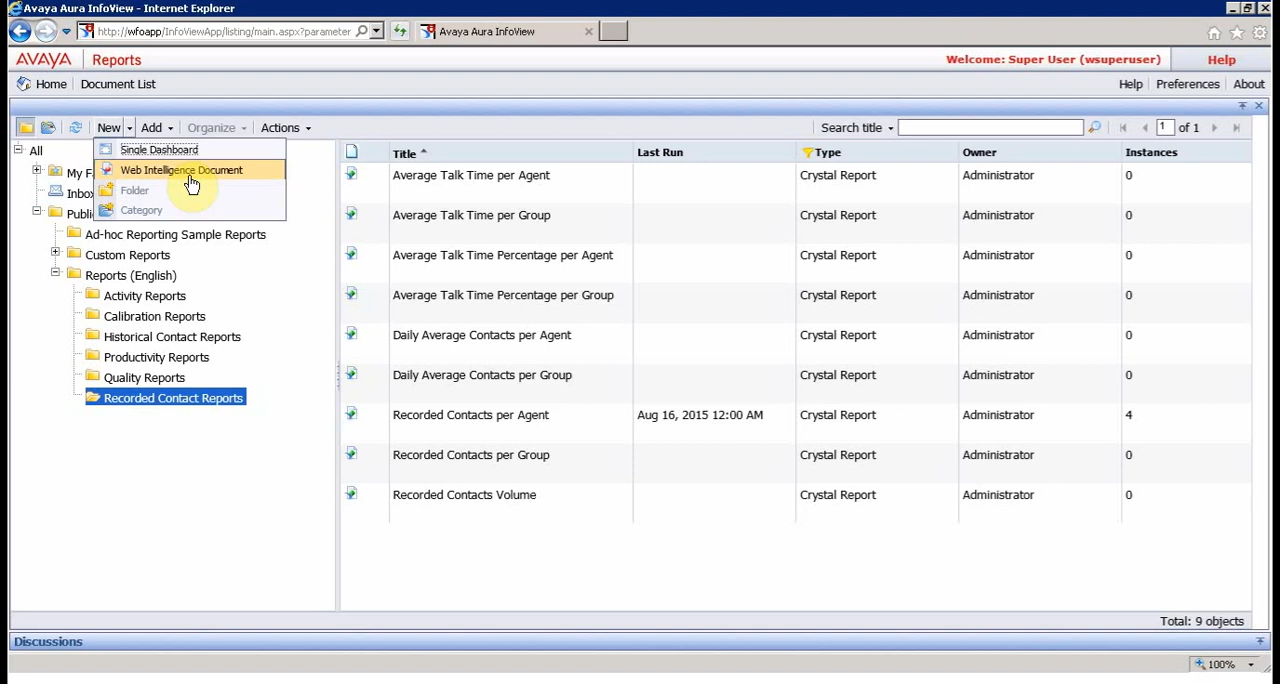 Avaya Aura InfoView - Internet Explorer
http://wfoapp/InfoViewApp/listing/main.aspx?parameter
Avaya Aura InfoView
AVAYA
Reports
Welcome: Super User (wsuperuser)
Help
Home
Document List
Help
Preferences
About
New
Add
Organize
Actions
Search title
1 of 1
Single Dashboard
Web Intelligence Document
Folder
Category
All
My F
Inbo
Publi
Ad-hoc Reporting Sample Reports
Custom Reports
Reports (English)
Activity Reports
Calibration Reports
Historical Contact Reports
Productivity Reports
Quality Reports
Recorded Contact Reports
Title Last Run Type Owner Instances
Average Talk Time per Agent Crystal Report Administrator 0
Average Talk Time per Group Crystal Report Administrator 0
Average Talk Time Percentage per Agent Crystal Report Administrator 0
Average Talk Time Percentage per Group Crystal Report Administrator 0
Daily Average Contacts per Agent Crystal Report Administrator 0
Daily Average Contacts per Group Crystal Report Administrator 0
Recorded Contacts per Agent Aug 16, 2015 12:00 AM Crystal Report Administrator 4
Recorded Contacts per Group Crystal Report Administrator 0
Recorded Contacts Volume Crystal Report Administrator 0
Total: 9 objects
Discussions
100%